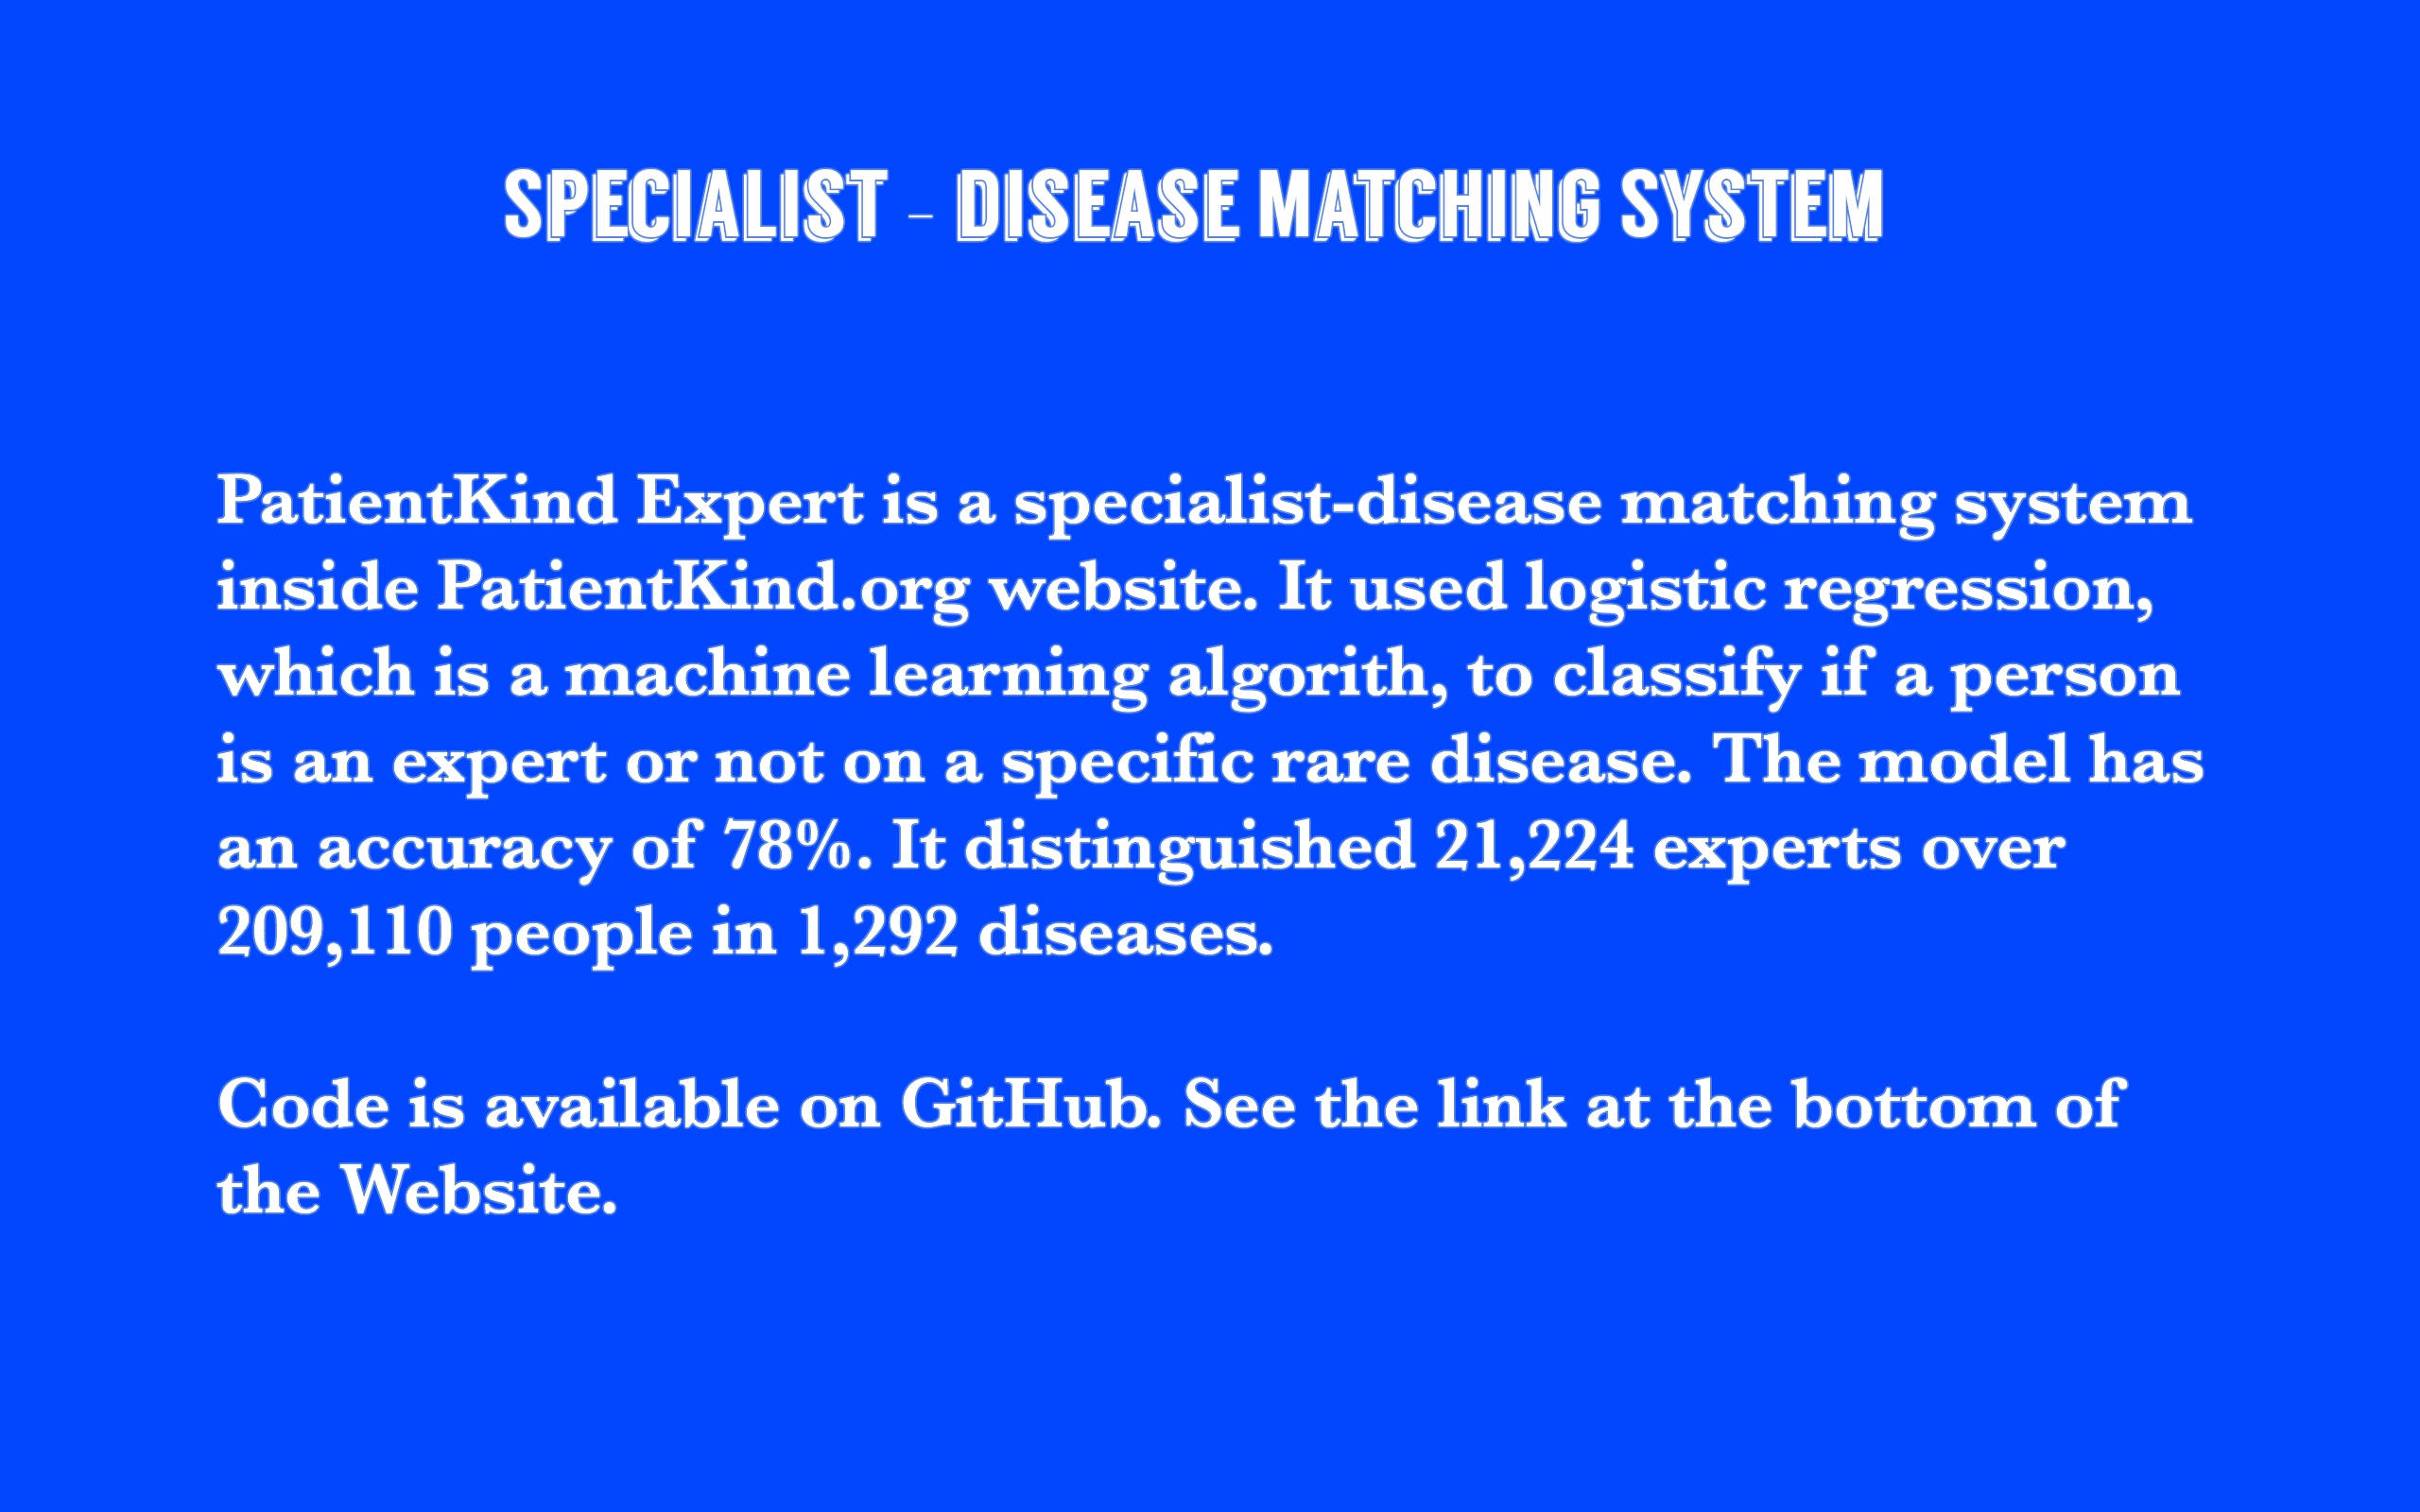 SPECIALIST – DISEASE MATCHING SYSTEM
PatientKind Expert is a specialist-disease matching system
inside PatientKind.org website. It used logistic regression,
which is a machine learning algorith, to classify if a person
is an expert or not on a specific rare disease. The model has
an accuracy of 78%. It distinguished 21,224 experts over
209,110 people in 1,292 diseases.
Code is available on GitHub. See the link at the bottom of
the Website.